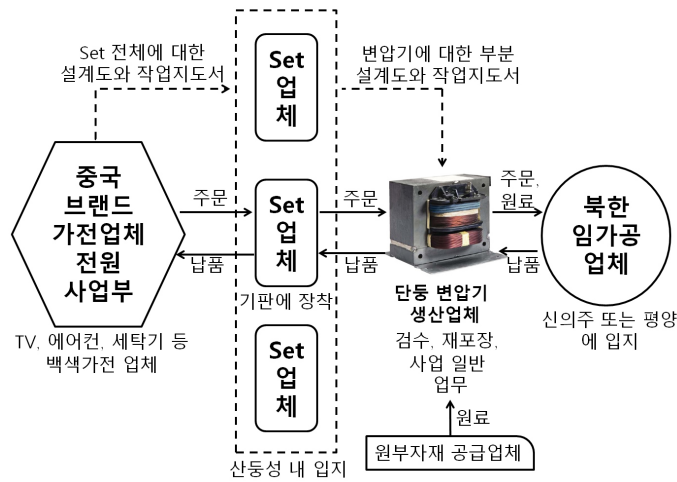 Set 전체에 대한
설계도와 작업지도서
변압기에 대한 부분
설계도와 작업지도서
Set
업
체
중국
브랜드
가전업체
전원
사업부
주문
납품
Set
업
체
기판에 장착
주문
납품
주문,
원료
납품
북한
임가공
업체
단둥 변압기
생산업체
검수, 재포장,
사업 일반
업무
신의주 또는 평양
에 입지
TV, 에어컨, 세탁기 등
백색가전 업체
Set
업
체
원료
원부자재 공급업체
산둥성 내 입지